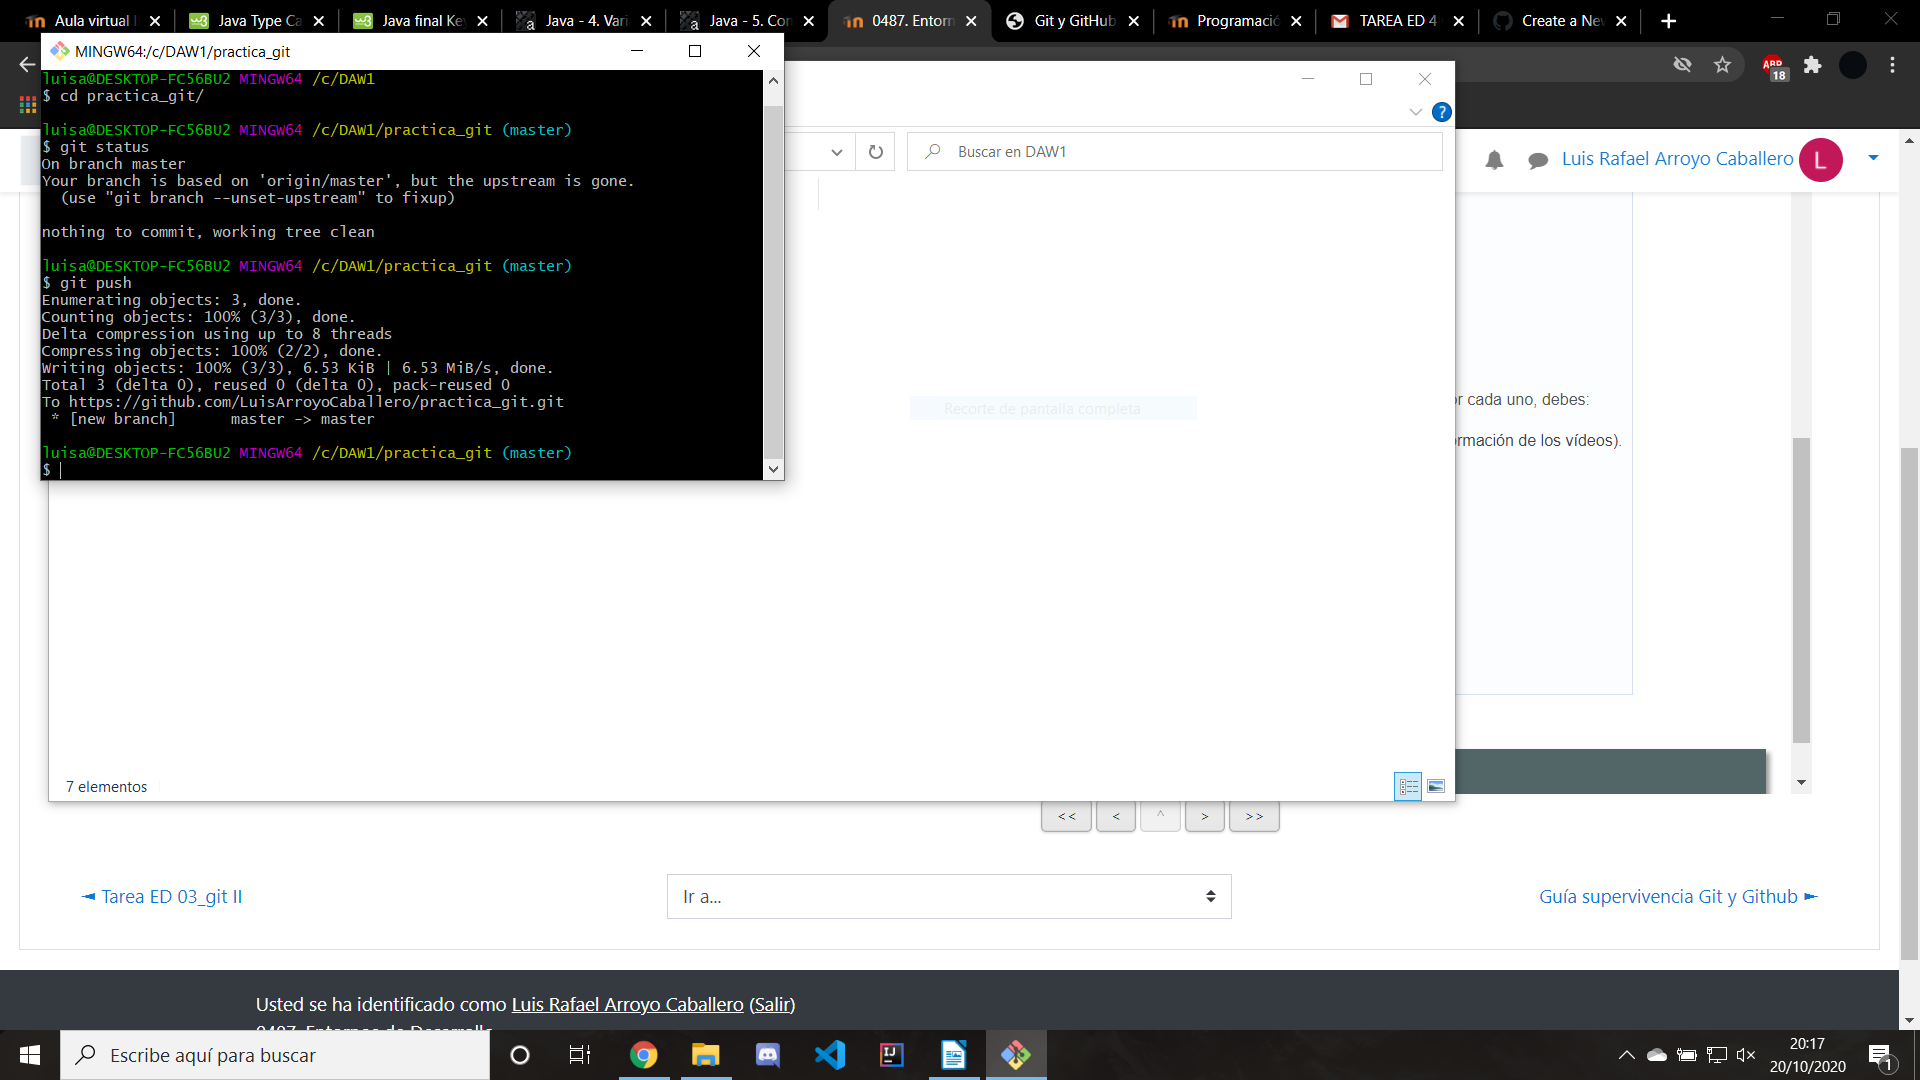 Aula virtual
Java Type Ca
Java final Ke
Java - 4. Vari
Java - 5. Con
0487. Entorn
Git y GitHub
Programació
TAREA ED 4
Create a Ne
MINGW64:/c/DAW1/practica_git
ABP
18
luisa@DESKTOP-FC56BU2 MINGW64 /c/DAW1
$ cd practica_git/
luisa@DESKTOP-FC56BU2 MINGW64 /c/DAW1/practica_git (master)
$ git status
On branch master
Your branch is based on 'origin/master', but the upstream is gone.
  (use "git branch --unset-upstream" to fixup)
nothing to commit, working tree clean
luisa@DESKTOP-FC56BU2 MINGW64 /c/DAW1/practica_git (master)
$ git push
Enumerating objects: 3, done.
Counting objects: 100% (3/3), done.
Delta compression using up to 8 threads
Compressing objects: 100% (2/2), done.
Writing objects: 100% (3/3), 6.53 KiB | 6.53 MiB/s, done.
Total 3 (delta 0), reused 0 (delta 0), pack-reused 0
To https://github.com/LuisArroyoCaballero/practica_git.git
 * [new branch]      master -> master
luisa@DESKTOP-FC56BU2 MINGW64 /c/DAW1/practica_git (master)
$
?
Buscar en DAW1
Luis Rafael Arroyo Caballero
L
Recorte de pantalla completa
or cada uno, debes:
rmación de los vídeos).
7 elementos
<< < ^ > >>
◄ Tarea ED 03_git II
Ir a...
Guía supervivencia Git y Github ►
Usted se ha identificado como Luis Rafael Arroyo Caballero (Salir)
0487. Entornos de Desarrollo
Escribe aquí para buscar
20:17
20/10/2020
1